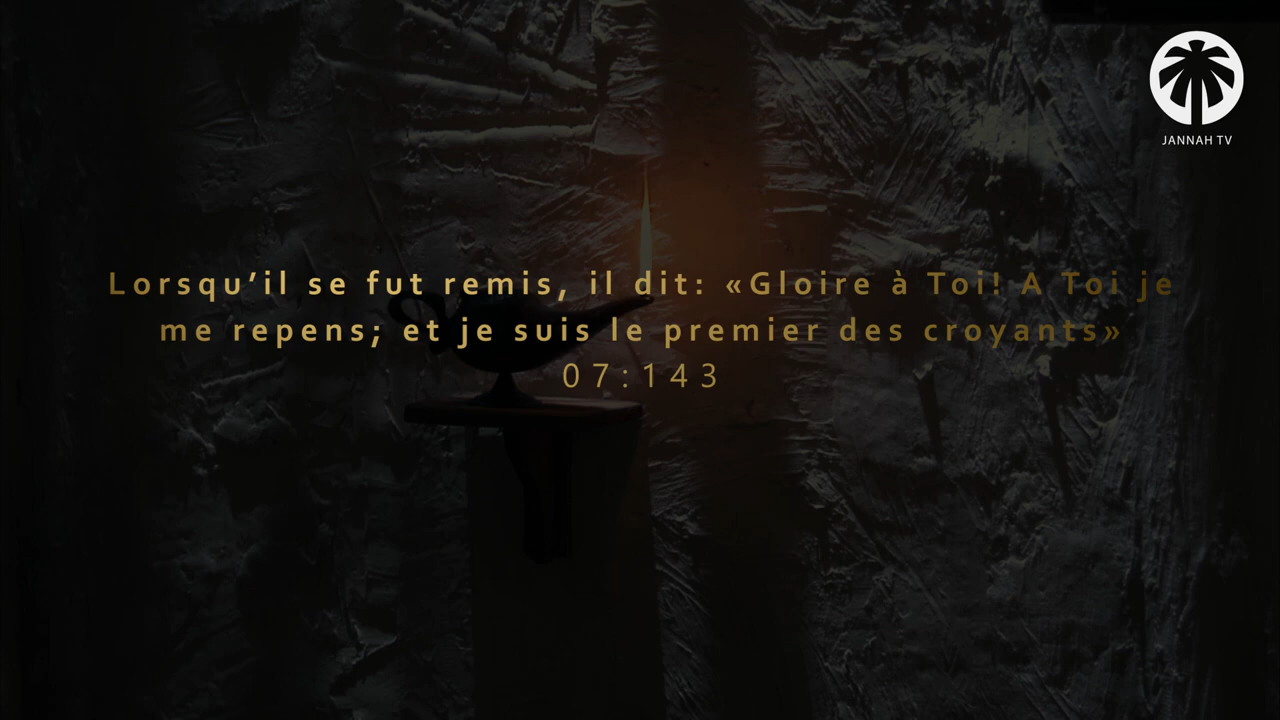 JANNAH TV
Lorsqu’il se fut remis, il dit: «Gloire à Toi! A Toi je
me repens; et je suis le premier des croyants»
07:143